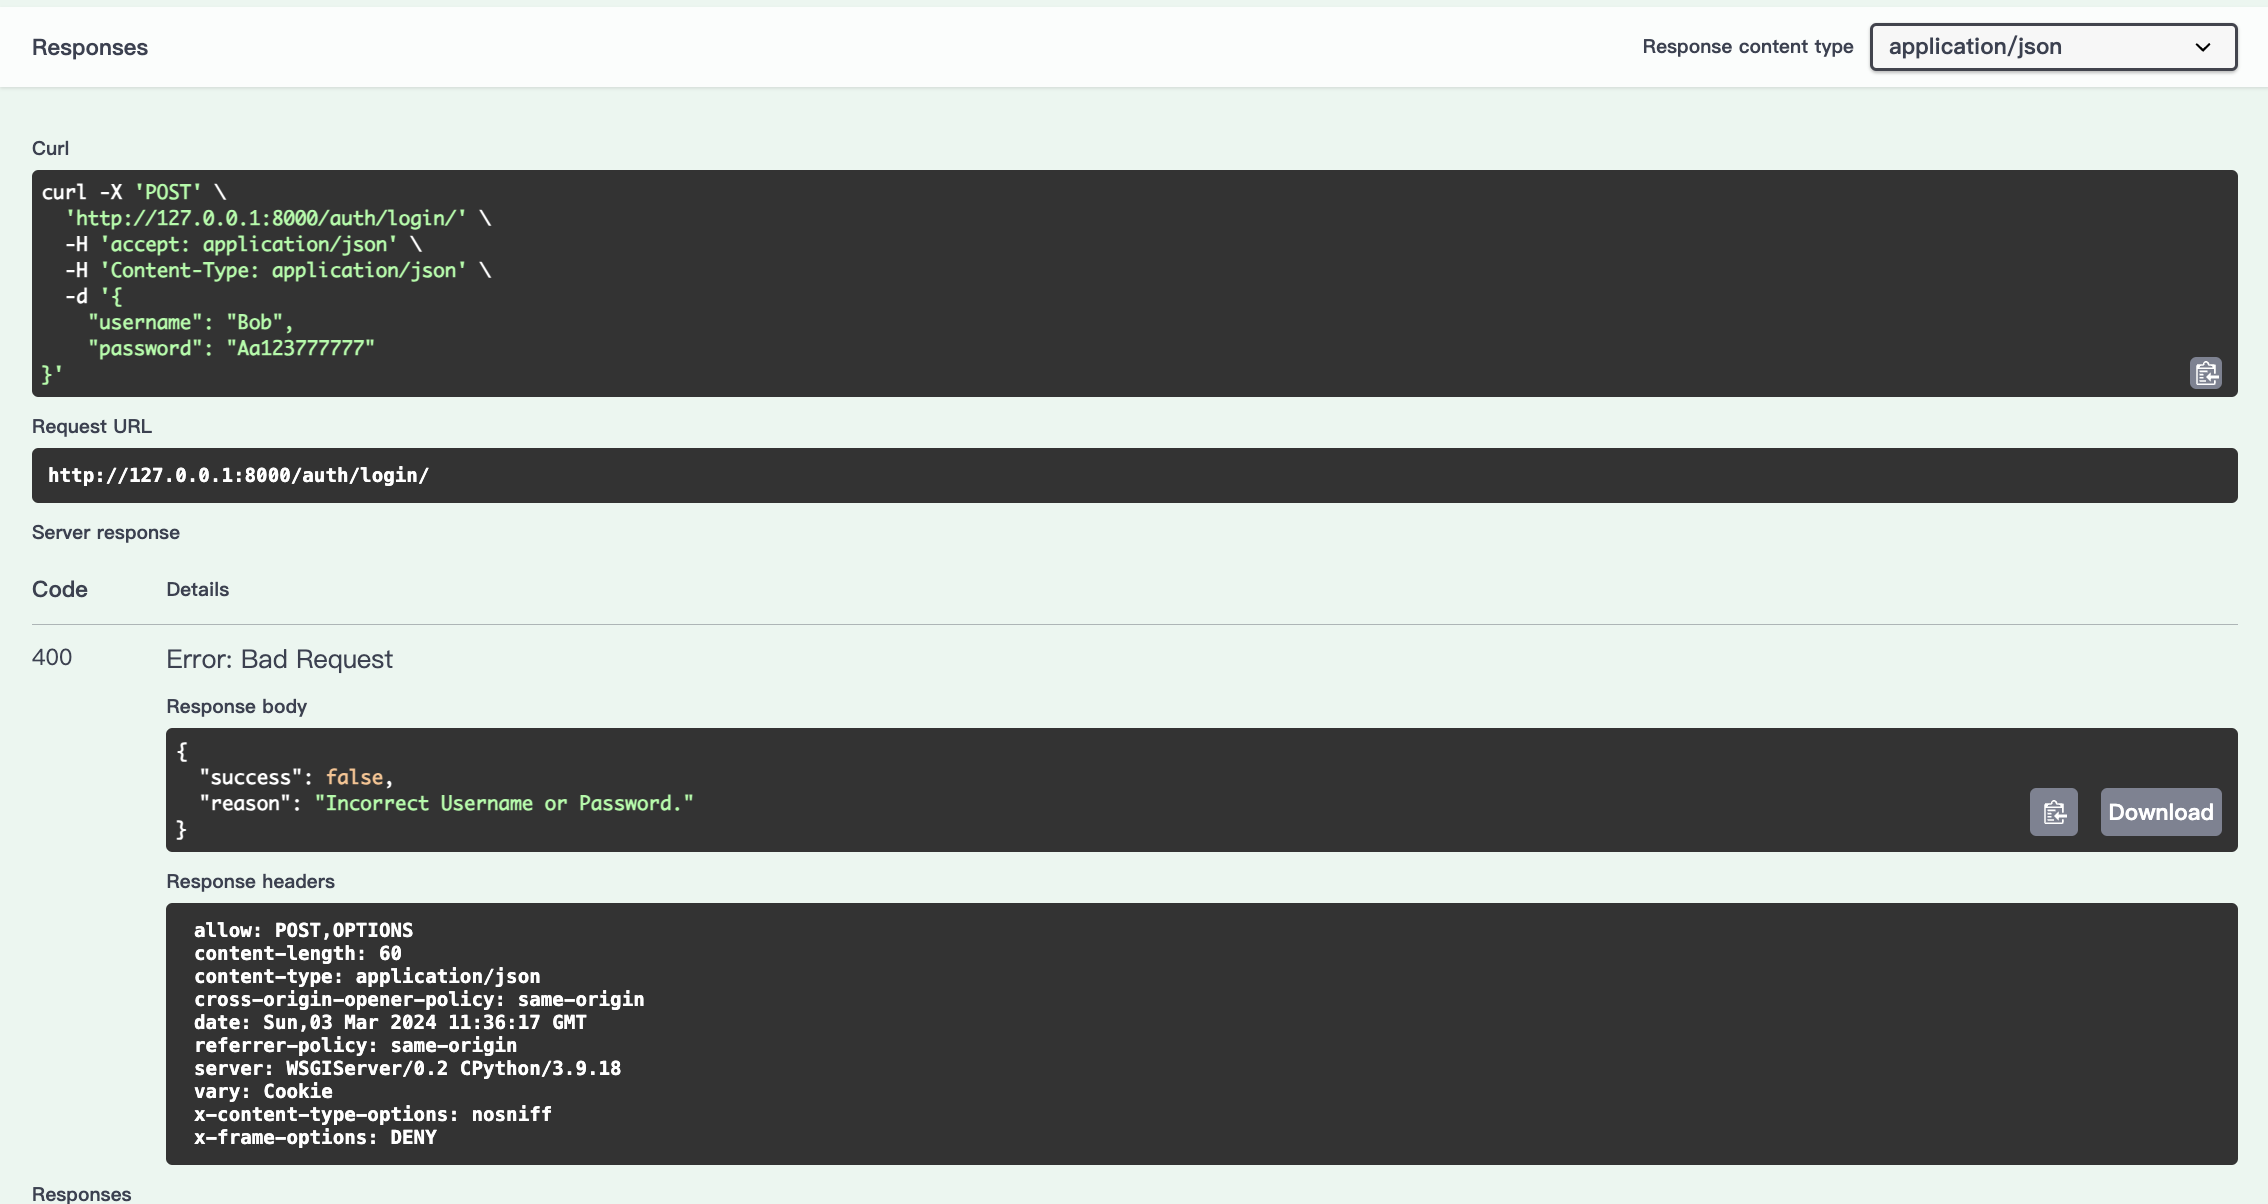 Responses
Response content type
application/json
Curl
curl -X 'POST' \
  'http://127.0.0.1:8000/auth/login/' \
  -H 'accept: application/json' \
  -H 'Content-Type: application/json' \
  -d '{
    "username": "Bob",
    "password": "Aa123777777"
}'
Request URL
http://127.0.0.1:8000/auth/login/
Server response
Code
Details
400
Error: Bad Request
Response body
{
  "success": false,
  "reason": "Incorrect Username or Password."
}
Download
Response headers
allow: POST,OPTIONS
content-length: 60
content-type: application/json
cross-origin-opener-policy: same-origin
date: Sun,03 Mar 2024 11:36:17 GMT
referrer-policy: same-origin
server: WSGIServer/0.2 CPython/3.9.18
vary: Cookie
x-content-type-options: nosniff
x-frame-options: DENY
Responses